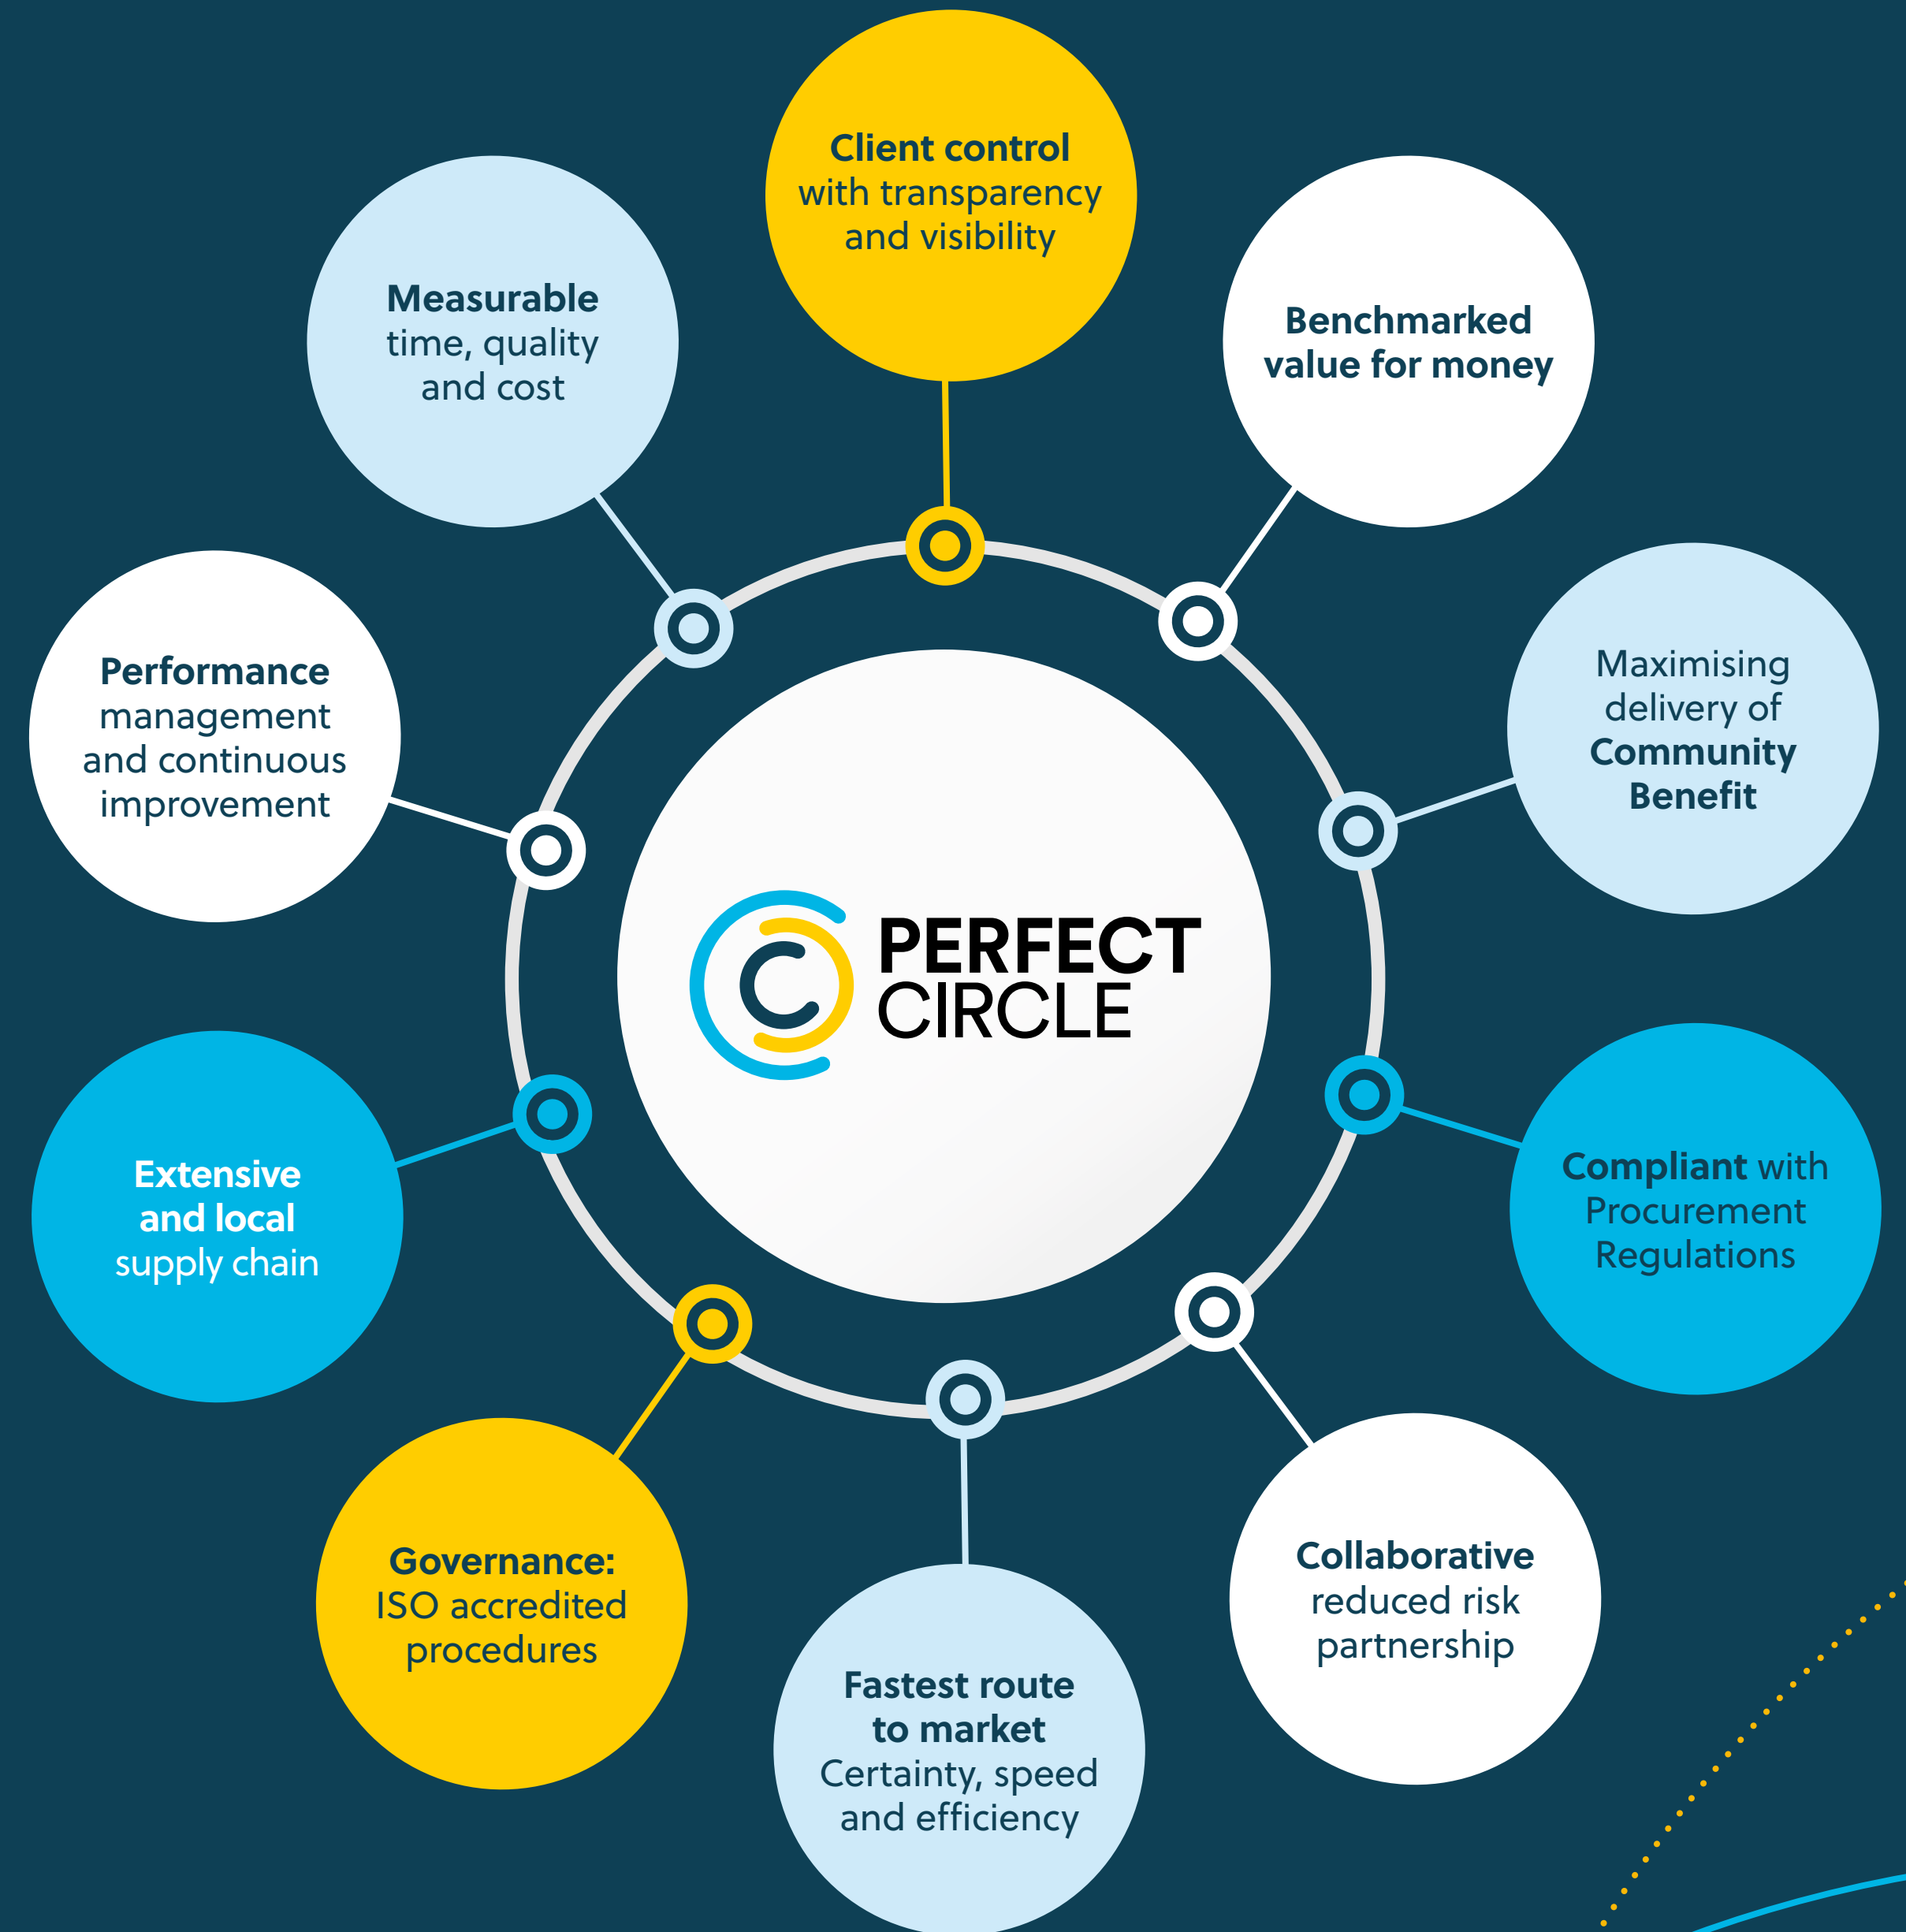 Client control
with transparency
and visibility
Benchmarked
value for money
Maximising
delivery of
Community
Benefit
Compliant with
Procurement
Regulations
Collaborative
reduced risk
partnership
Fastest route
to market
Certainty, speed
and efficiency
Governance:
ISO accredited
procedures
Extensive
and local
supply chain
Performance
management
and continuous
improvement
Measurable
time, quality
and cost
PERFECT
CIRCLE